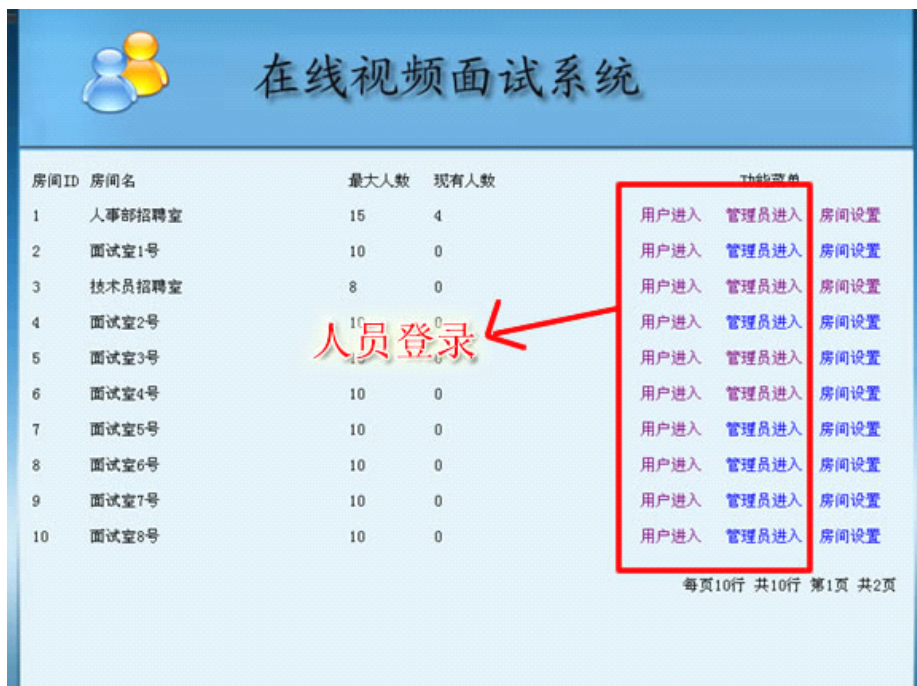 在线视频面试系统
房间ID 房间名 最大人数 现有人数 功能菜单
1 人事部招聘室 15 4 用户进入 管理员进入 房间设置
2 面试室1号 10 0 用户进入 管理员进入 房间设置
3 技术员招聘室 8 0 用户进入 管理员进入 房间设置
4 面试室2号 10 0 用户进入 管理员进入 房间设置
人员登录
5 面试室3号 用户进入 管理员进入 房间设置
6 面试室4号 10 0 用户进入 管理员进入 房间设置
7 面试室5号 10 0 用户进入 管理员进入 房间设置
8 面试室6号 10 0 用户进入 管理员进入 房间设置
9 面试室7号 10 0 用户进入 管理员进入 房间设置
10 面试室8号 10 0 用户进入 管理员进入 房间设置
每页10行 共10行 第1页 共2页